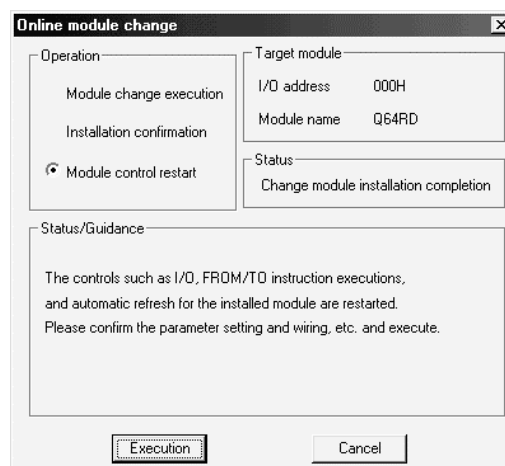 Online module change
Operation
Module change execution
Installation confirmation
Module control restart
Target module
I/O address 000H
Module name Q64RD
Status
Change module installation completion
Status/Guidance
The controls such as I/O, FROM/TO instruction executions,
and automatic refresh for the installed module are restarted.
Please confirm the parameter setting and wiring, etc. and execute.
Execution Cancel